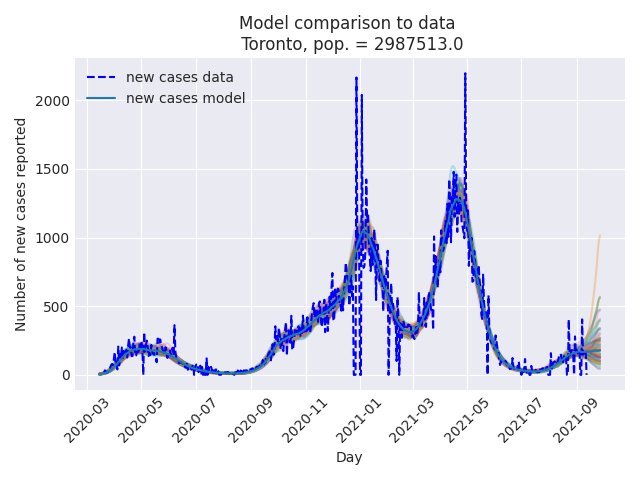 Model comparison to data
Toronto, pop. = 2987513.0
new cases data
new cases model
Number of new cases reported
2000
1500
1000
500
0
2020-03
2020-05
2020-07
2020-09
2020-11
2021-01
2021-03
2021-05
2021-07
2021-09
Day